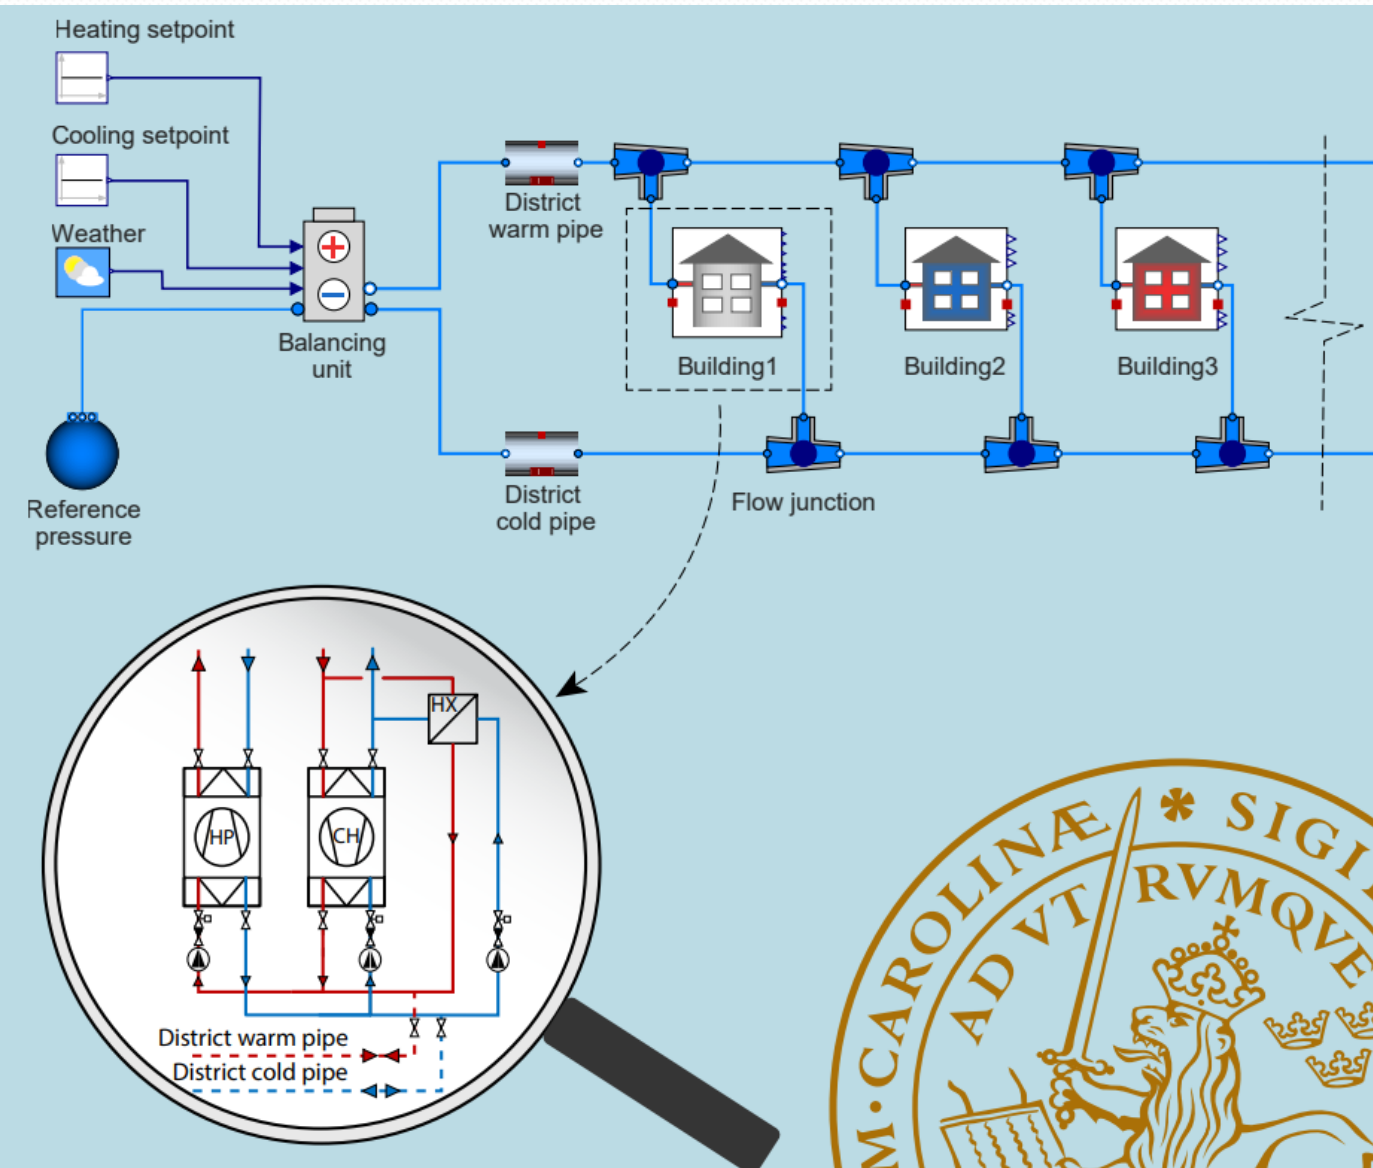 Heating setpoint
Cooling setpoint
Weather
Balancing
unit
Reference
pressure
District
warm pipe
District
cold pipe
Building1
Building2
Building3
Flow junction
HX
HP
CH
District warm pipe
District cold pipe
M·CAROLINÆ * SIGI
AD VT RVMQVE